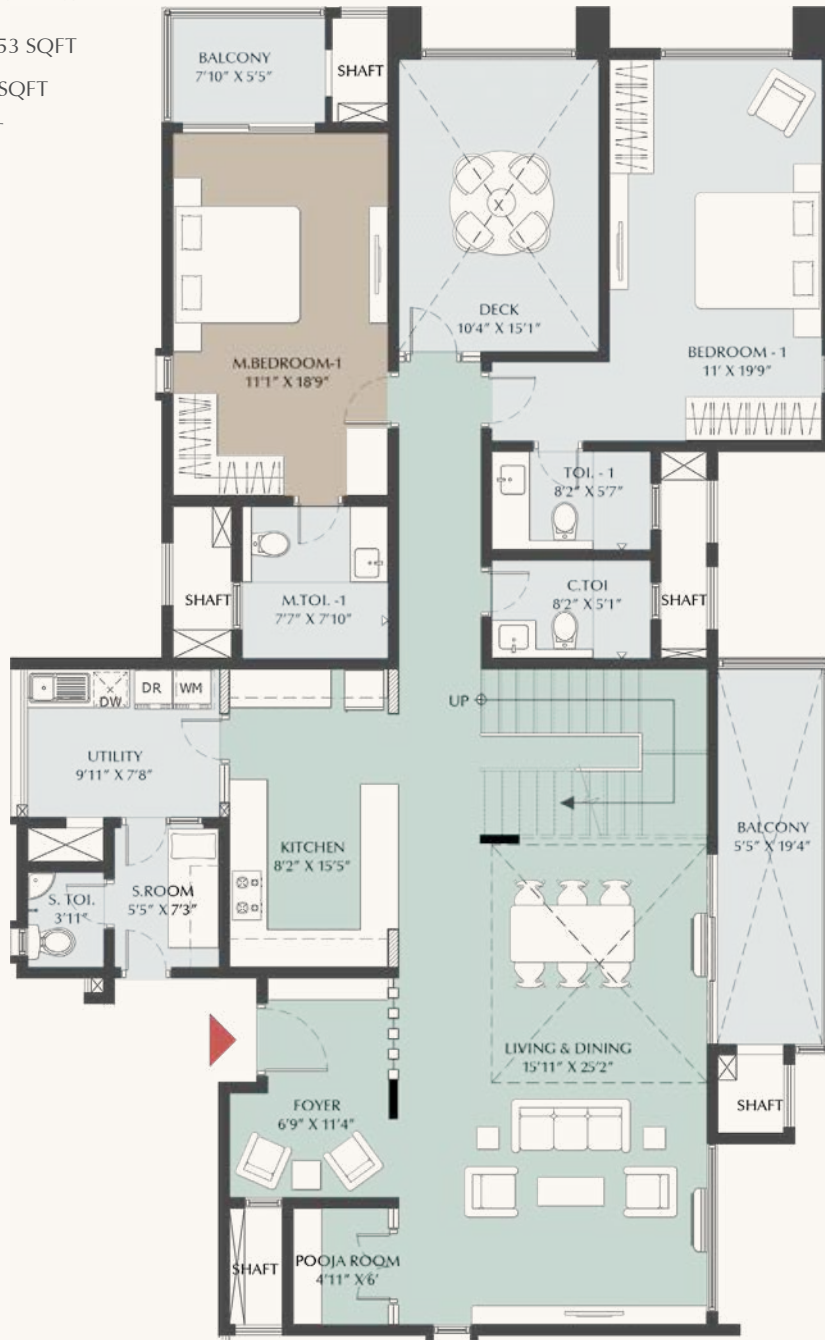 53 SQFT
SQFT
BALCONY
7'10" X 5'5"
SHAFT
DECK
10'4" X 15'1"
M.BEDROOM-1
11'1" X 18'9"
BEDROOM - 1
11' X 19'9"
TOI. - 1
8'2" X 5'7"
SHAFT
M.TOI. -1
7'7" X 7'10"
C.TOI
8'2" X 5'1"
SHAFT
DW
DR
WM
UP
UTILITY
9'11" X 7'8"
KITCHEN
8'2" X 15'5"
BALCONY
5'5" X 19'4"
S. TOI.
3'11"
S.ROOM
5'5" X 7'3"
LIVING & DINING
15'11" X 25'2"
FOYER
6'9" X 11'4"
SHAFT
SHAFT
POOJA ROOM
4'11" X 6'